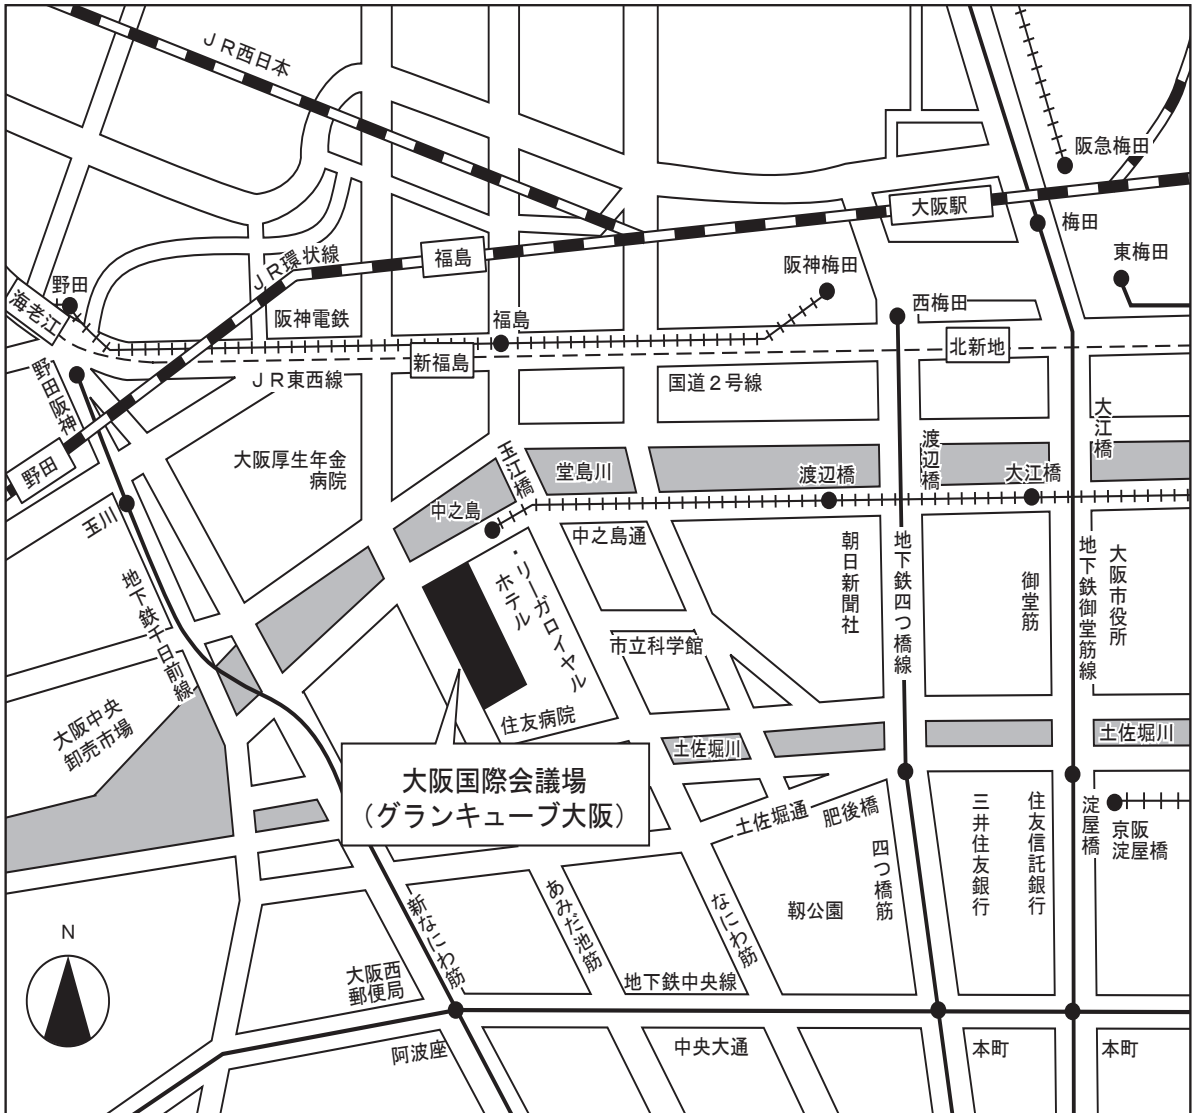 ＪＲ西日本
阪急梅田
大阪駅
梅田
東梅田
ＪＲ環状線
福島
阪神梅田
野田
海老江
阪神電鉄
福島
西梅田
新福島
北新地
野田阪神
ＪＲ東西線
国道２号線
大江橋
野田
大阪厚生年金
病院
玉江橋
堂島川
渡辺橋
渡辺橋
大江橋
中之島
玉川
中之島通
朝日新聞社
地下鉄四つ橋線
御堂筋
地下鉄御堂筋線
大阪市役所
リーガロイヤル・
ホテル
地下鉄千日前線
市立科学館
大阪中央
卸売市場
住友病院
土佐堀川
土佐堀川
大阪国際会議場
（グランキューブ大阪）
土佐堀通
肥後橋
三井住友銀行
住友信託銀行
淀屋橋
京阪
淀屋橋
四つ橋筋
新なにわ筋
あみだ池筋
なにわ筋
靱公園
N
大阪西
郵便局
地下鉄中央線
阿波座
中央大通
本町
本町